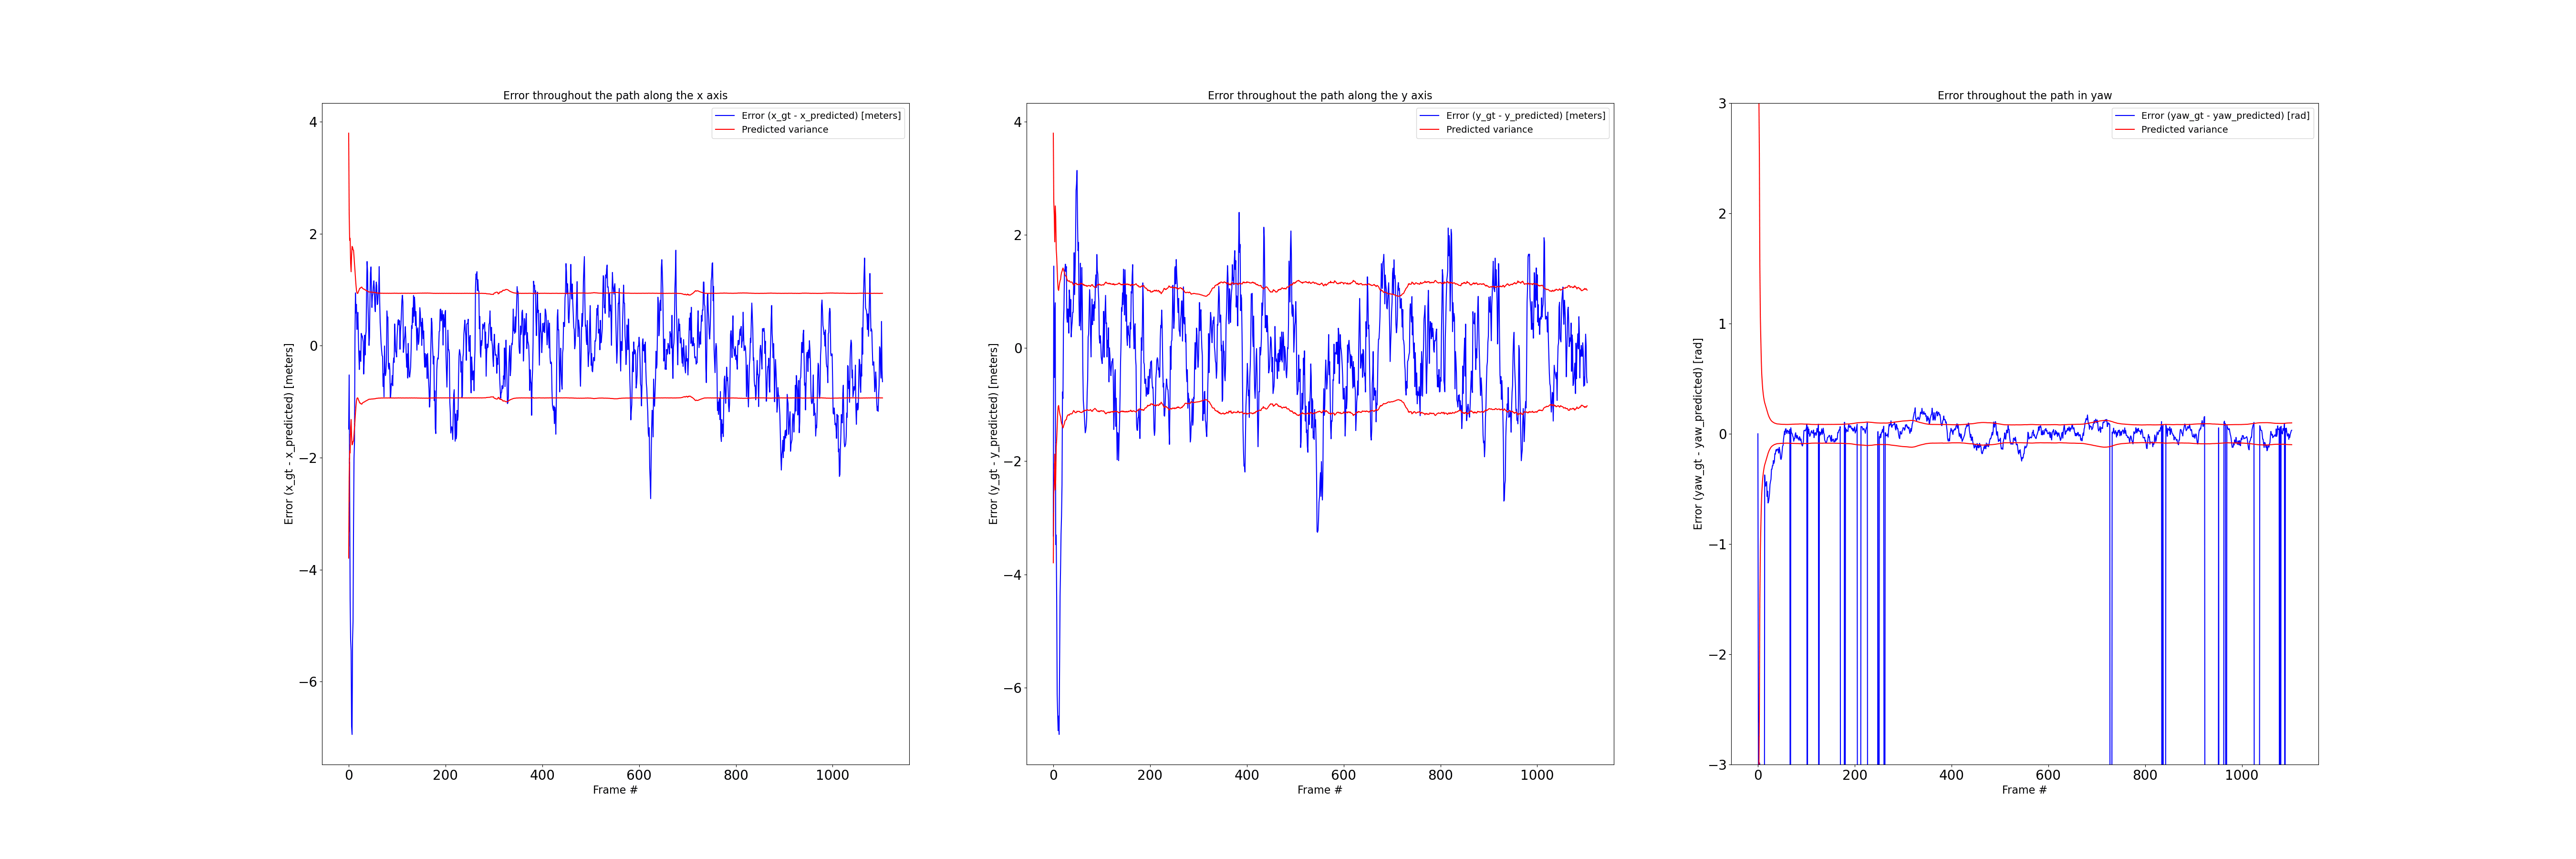 Error throughout the path along the x axis
Error (x_gt - x_predicted) [meters]
Predicted variance
Error (x_gt - x_predicted) [meters]
4
2
0
−2
−4
−6
0 200 400 600 800 1000
Frame #
Error throughout the path along the y axis
Error (y_gt - y_predicted) [meters]
Predicted variance
Error (y_gt - y_predicted) [meters]
4
2
0
−2
−4
−6
0 200 400 600 800 1000
Frame #
Error throughout the path in yaw
Error (yaw_gt - yaw_predicted) [rad]
Predicted variance
Error (yaw_gt - yaw_predicted) [rad]
3
2
1
0
−1
−2
−3
0 200 400 600 800 1000
Frame #